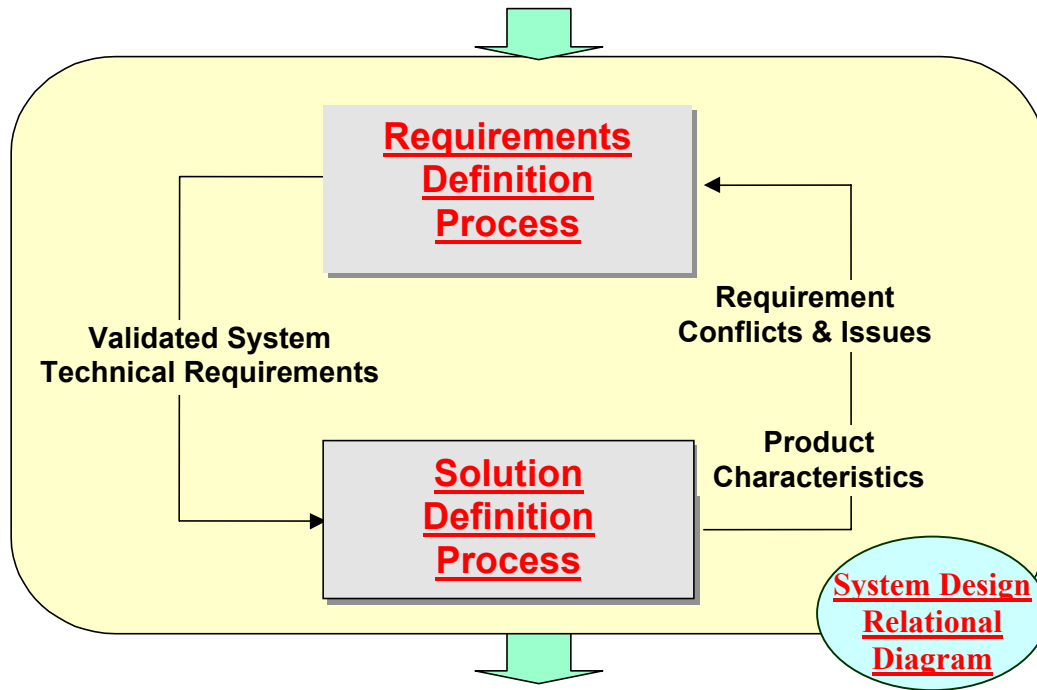 Requirements
Definition
Process
Requirement
Conflicts & Issues
Validated System
Technical Requirements
Product
Characteristics
Solution
Definition
Process
System Design
Relational
Diagram